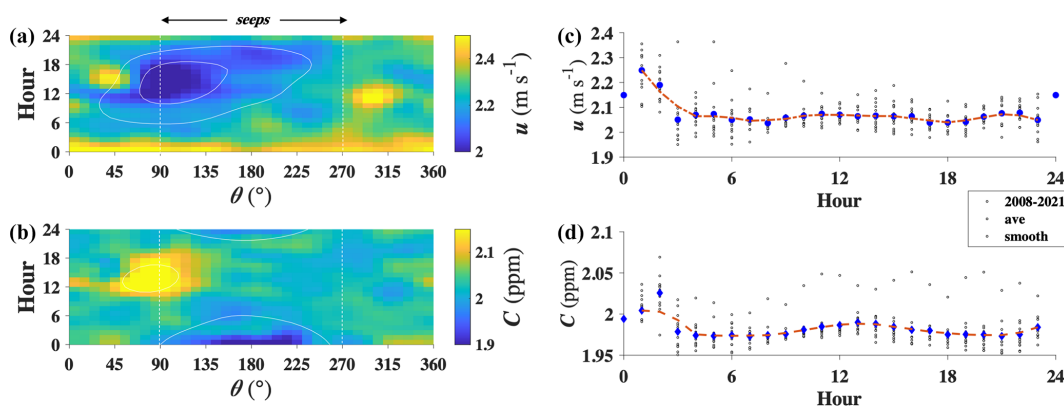 seeps
(a)
24
18
12
6
0
Hour
0 45 90 135 180 225 270 315 360
θ (°)
2.4
2.2
2
u (m s-1)
(b)
24
18
12
6
0
Hour
0 45 90 135 180 225 270 315 360
θ (°)
2.1
2
1.9
C (ppm)
(c)
2.4
2.3
2.2
2.1
2
1.9
u (m s-1)
0 6 12 18 24
Hour
2008-2021
ave
smooth
(d)
2.1
2.05
2
1.95
C (ppm)
0 6 12 18 24
Hour